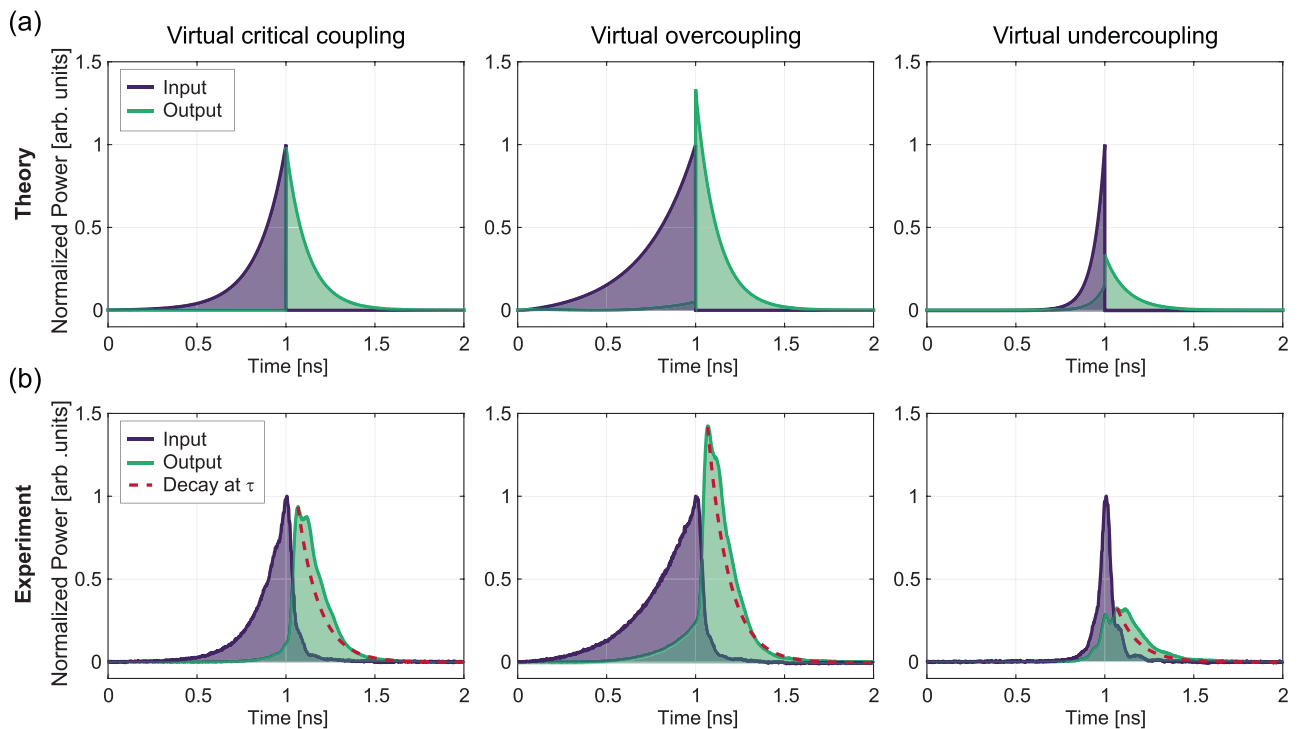 (a)
Virtual critical coupling
Virtual overcoupling
Virtual undercoupling
Theory
Normalized Power [arb. units]
1.5
1
0.5
0
Input
Output
0
0.5
1
1.5
2
Time [ns]
1.5
1
0.5
0
0
0.5
1
1.5
2
Time [ns]
1.5
1
0.5
0
0
0.5
1
1.5
2
Time [ns]
(b)
Experiment
Normalized Power [arb .units]
1.5
1
0.5
0
Input
Output
Decay at τ
0
0.5
1
1.5
2
Time [ns]
1.5
1
0.5
0
0
0.5
1
1.5
2
Time [ns]
1.5
1
0.5
0
0
0.5
1
1.5
2
Time [ns]